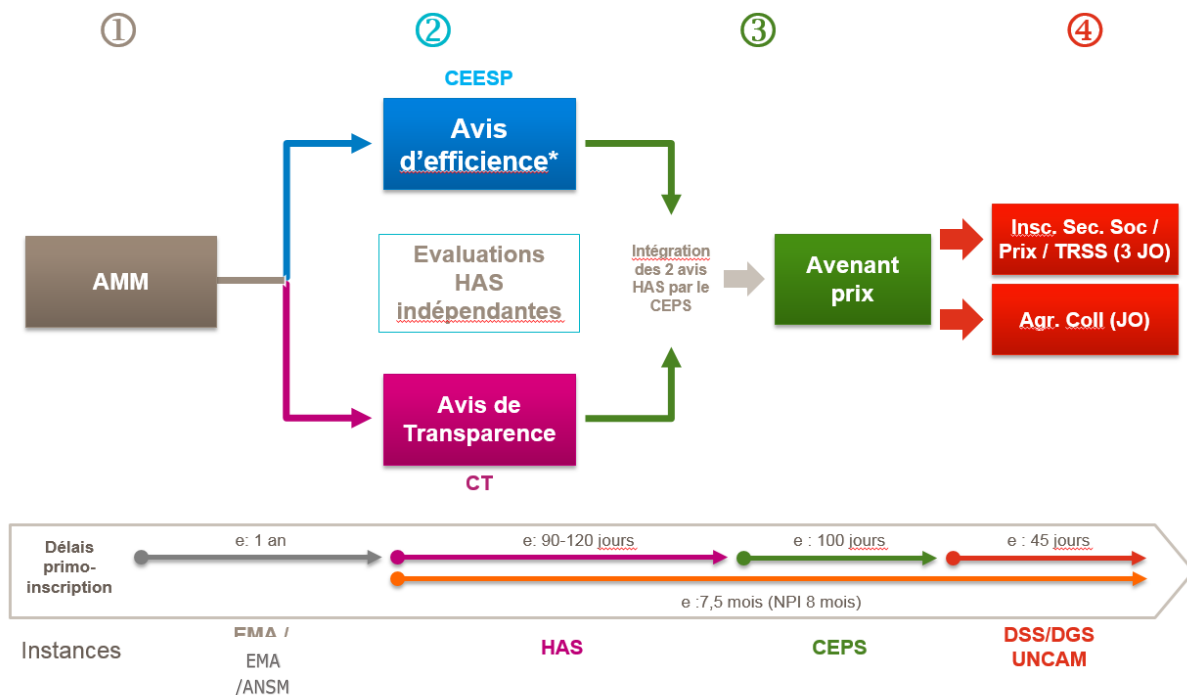 ①
②
③
④
CEESP
Avis
d'efficience*
AMM
Evaluations
HAS
indépendantes
Intégration
des 2 avis
HAS par le
CEPS
Avenant
prix
Insc. Sec. Soc /
Prix / TRSS (3 JO)
Agr. Coll (JO)
Avis de
Transparence
CT
Délais
primo-
inscription
e: 1 an
e: 90-120 jours
e : 100 jours
e : 45 jours
e :7,5 mois (NPI 8 mois)
Instances
EMA /
EMA
/ANSM
HAS
CEPS
DSS/DGS
UNCAM